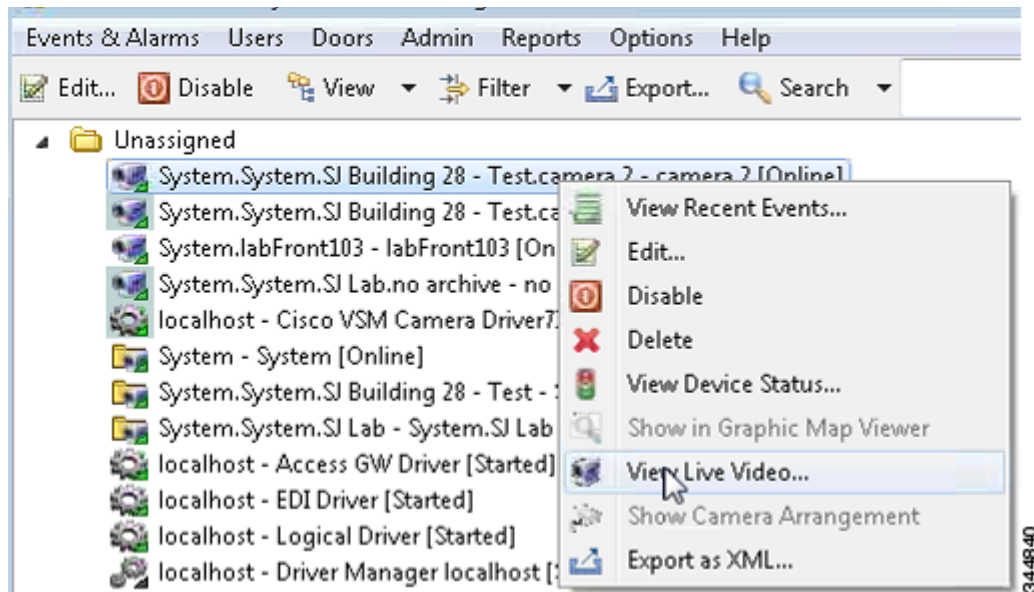 Events & Alarms Users Doors Admin Reports Options Help
Edit... Disable View Filter Export... Search
Unassigned
System.System.SJ Building 28 - Test.camera 2 - camera 2 [Online]
System.System.SJ Building 28 - Test.ca
System.labFront103 - labFront103 [On
System.System.SJ Lab.no archive - no
localhost - Cisco VSM Camera Driver7
System - System [Online]
System.System.SJ Building 28 - Test -
System.System.SJ Lab - System.SJ Lab
localhost - Access GW Driver [Started]
localhost - EDI Driver [Started]
localhost - Logical Driver [Started]
localhost - Driver Manager localhost [
View Recent Events...
Edit...
Disable
Delete
View Device Status...
Show in Graphic Map Viewer
View Live Video...
Show Camera Arrangement
Export as XML...
344840